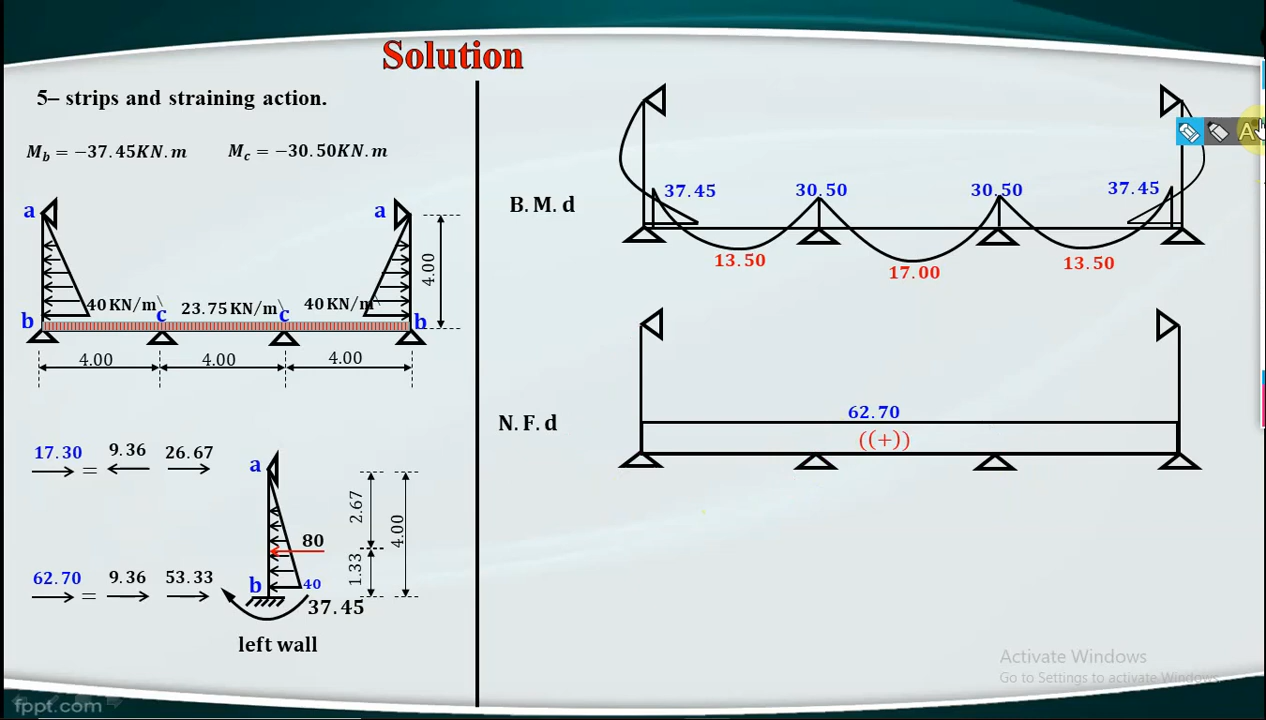 Solution
5– strips and straining action.
M_b = −37.45KN.m M_c = −30.50KN.m
a a
4.00
40 KN/m\ 23.75 KN/m\ 40 KN/m\
b c c b
4.00 4.00 4.00
17.30 = 9.36 26.67
62.70 = 9.36 53.33
a
2.67
4.00
80
1.33
b 40
37.45
left wall
B. M. d
37.45 30.50 30.50 37.45
13.50 17.00 13.50
N. F. d
62.70
((+))
A
Activate Windows
Go to Settings to activate Windows.
fppt.com